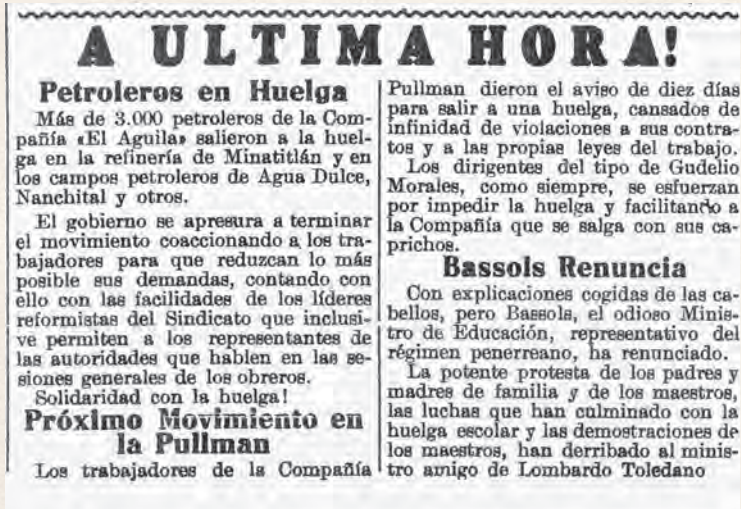 A ULTIMA HORA!
Petroleros en Huelga
Más de 3.000 petroleros de la Com-
pañía «El Aguila» salieron a la huel-
ga en la refinería de Minatitlán y en
los campos petroleros de Agua Dulce,
Nanchital y otros.
El gobierno se apresura a terminar
el movimiento coaccionando a los tra-
bajadores para que reduzcan lo más
posible sus demandas, contando con
ello con las facilidades de los líderes
reformistas del Sindicato que inclusi-
ve permiten a los representantes de
las autoridades que hablen en las se-
siones generales de los obreros.
Solidaridad con la huelga!
Próximo Movimiento en
la Pullman
Los trabajadores de la Compañía
Pullman dieron el aviso de diez días
para salir a una huelga, cansados de
infinidad de violaciones a sus contra-
tos y a las propias leyes del trabajo.
Los dirigentes del tipo de Gudelio
Morales, como siempre, se esfuerzan
por impedir la huelga y facilitando a
la Compañía que se salga con sus ca-
prichos.
Bassols Renuncia
Con explicaciones cogidas de las ca-
bellos, pero Bassols, el odioso Minis-
tro de Educación, representativo del
régimen penerreano, ha renunciado.
La potente protesta de los padres y
madres de familia y de los maestros,
las luchas que han culminado con la
huelga escolar y las demostraciones de
los maestros, han derribado al minis-
tro amigo de Lombardo Toledano